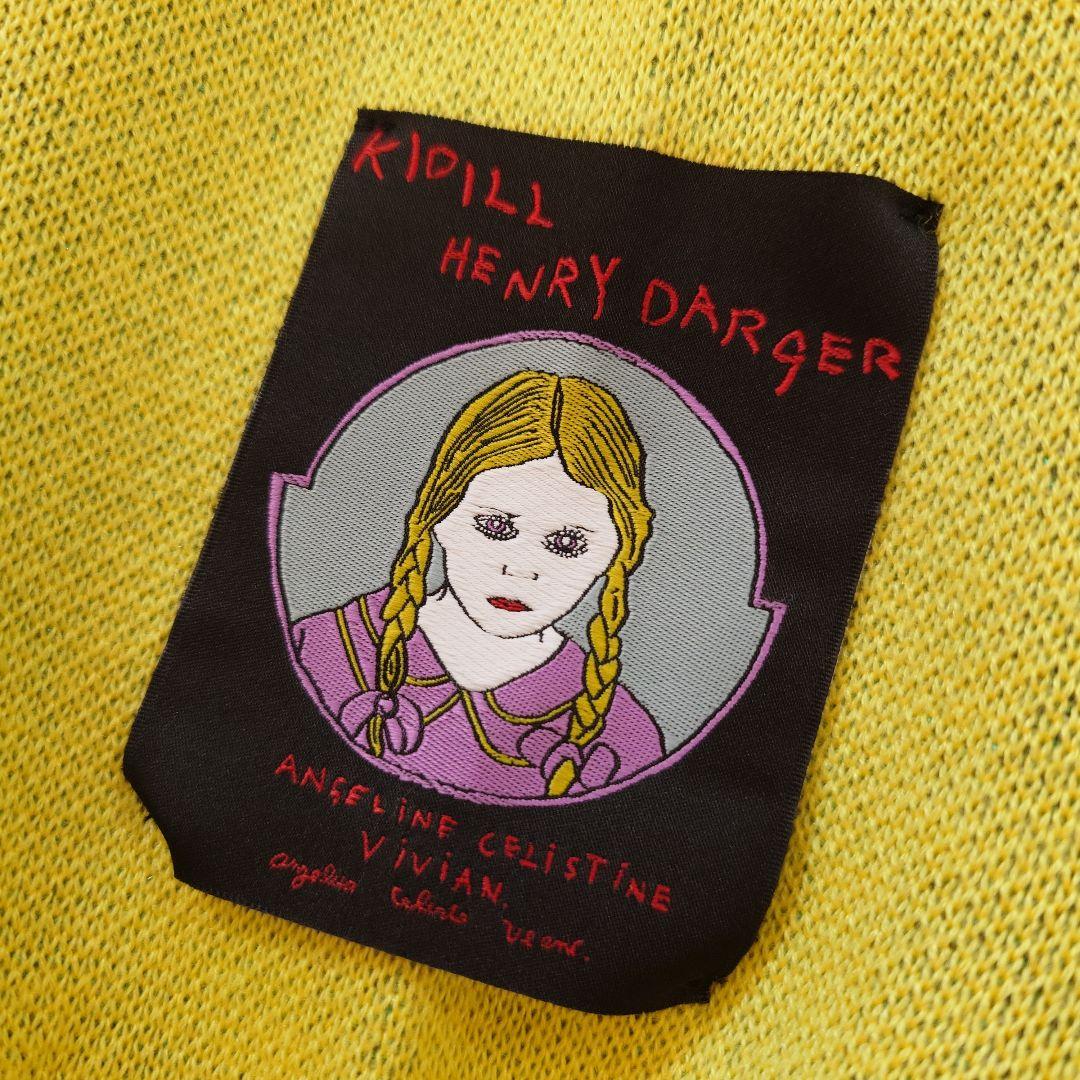 KIDILL
HENRY DARGER
ANGELiNE CELiSTiNE
ViViAN.